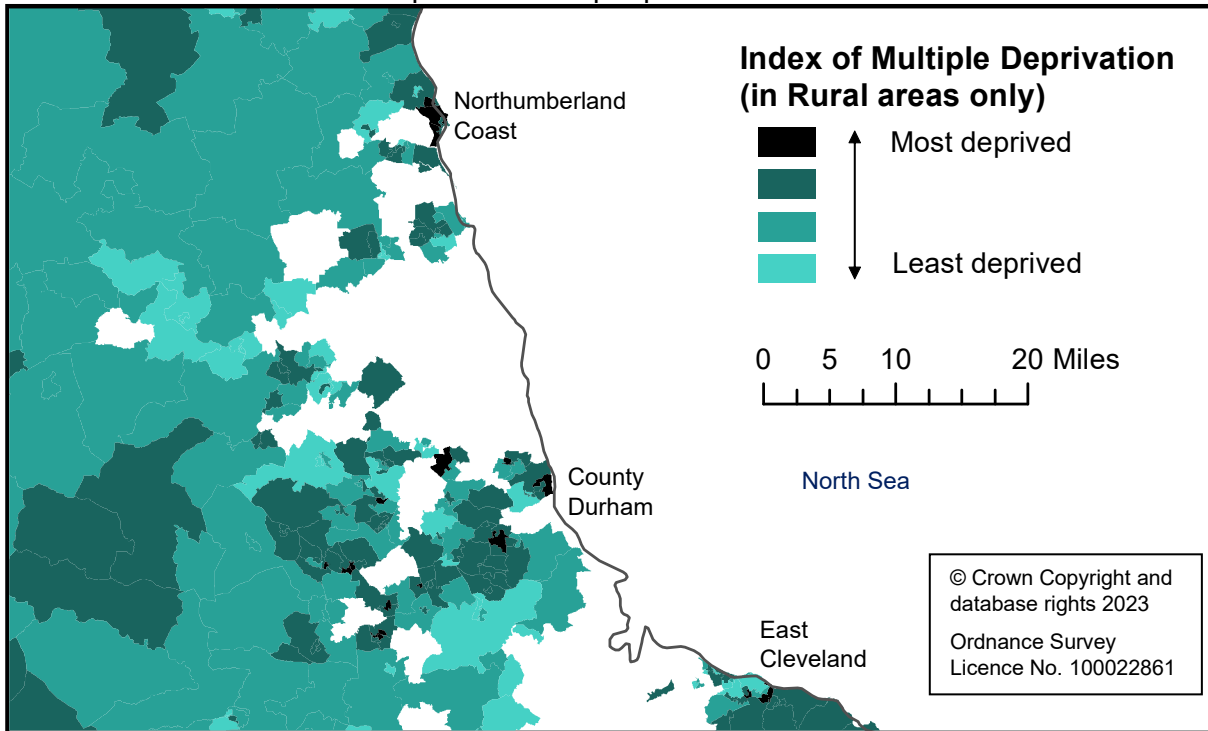 Index of Multiple Deprivation
(in Rural areas only)
Most deprived
Least deprived
Northumberland
Coast
0 5 10 20 Miles
County
Durham
North Sea
East
Cleveland
© Crown Copyright and
database rights 2023
Ordnance Survey
Licence No. 100022861